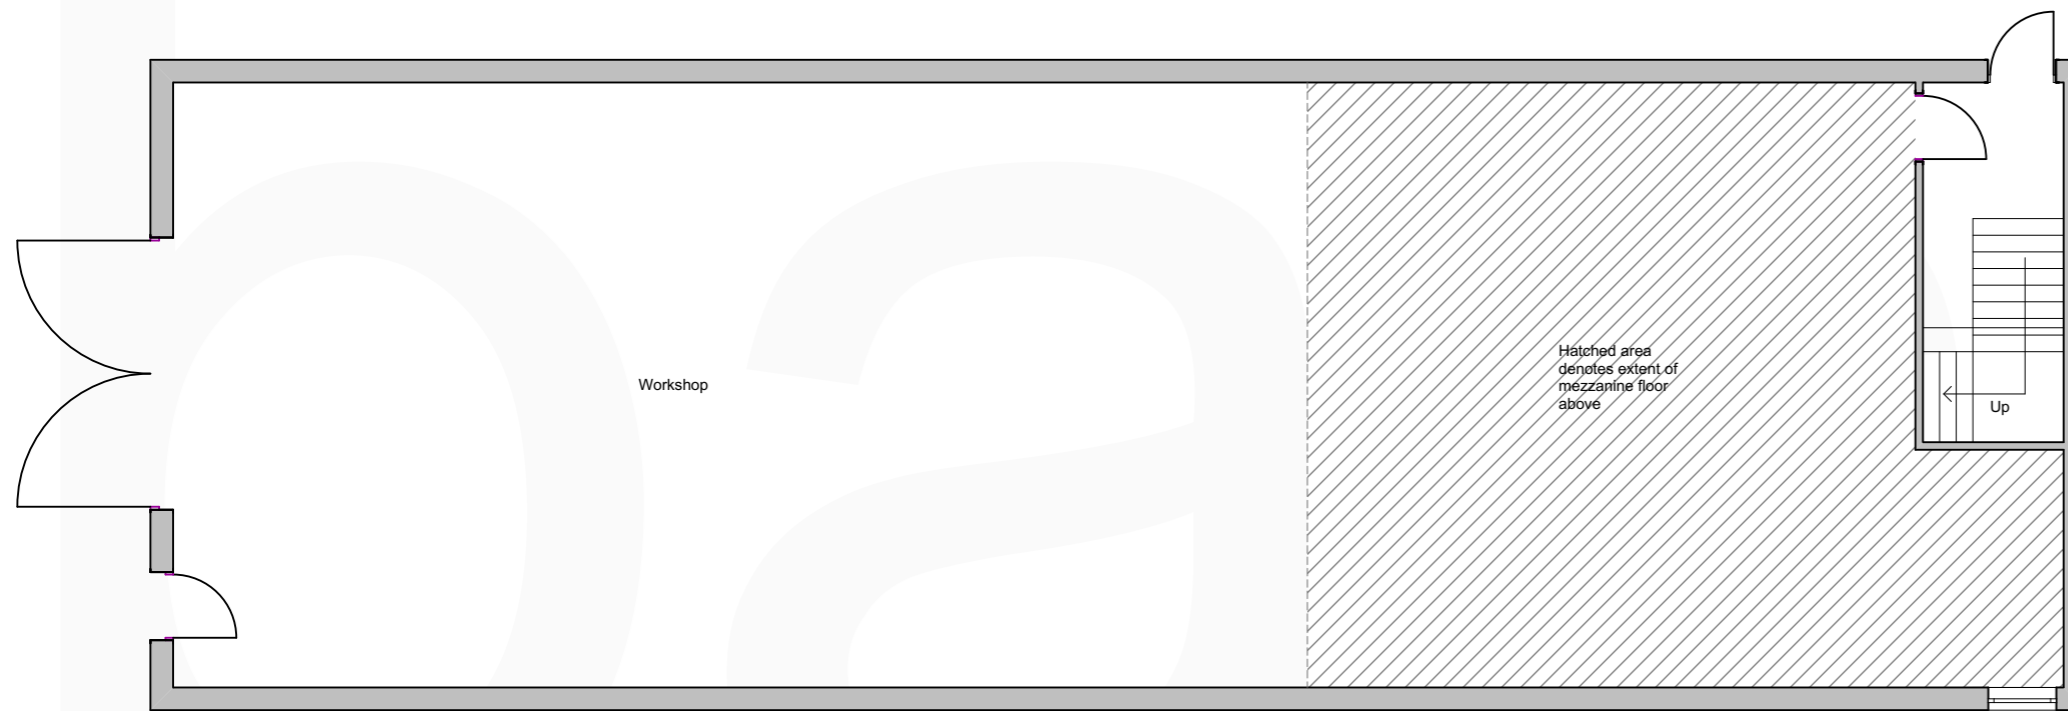 Workshop
Hatched area
denotes extent of
mezzanine floor
above
Up